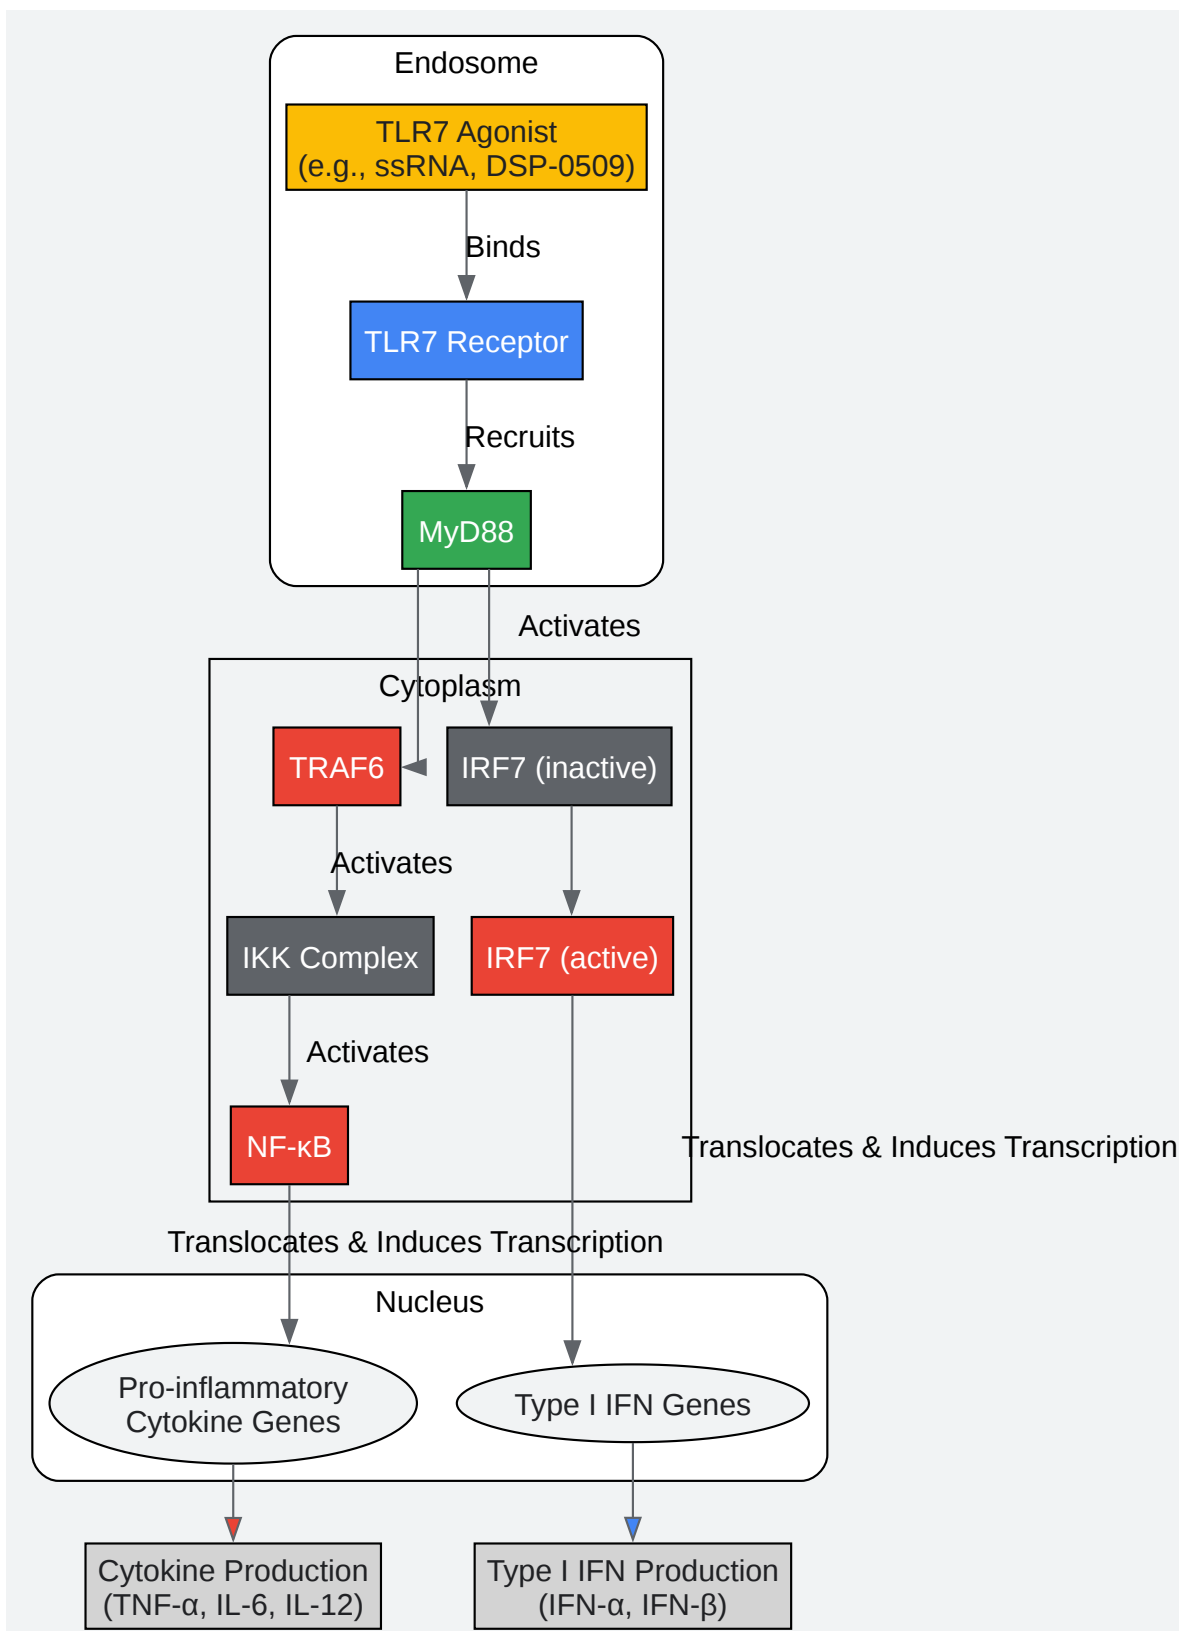 Endosome
TLR7 Agonist
(e.g., ssRNA, DSP-0509)
Binds
TLR7 Receptor
Recruits
MyD88
Activates
Cytoplasm
TRAF6
IRF7 (inactive)
Activates
IKK Complex
IRF7 (active)
Activates
NF-κB
Translocates & Induces Transcription
Translocates & Induces Transcription
Nucleus
Pro-inflammatory
Cytokine Genes
Type I IFN Genes
Cytokine Production
(TNF-α, IL-6, IL-12)
Type I IFN Production
(IFN-α, IFN-β)